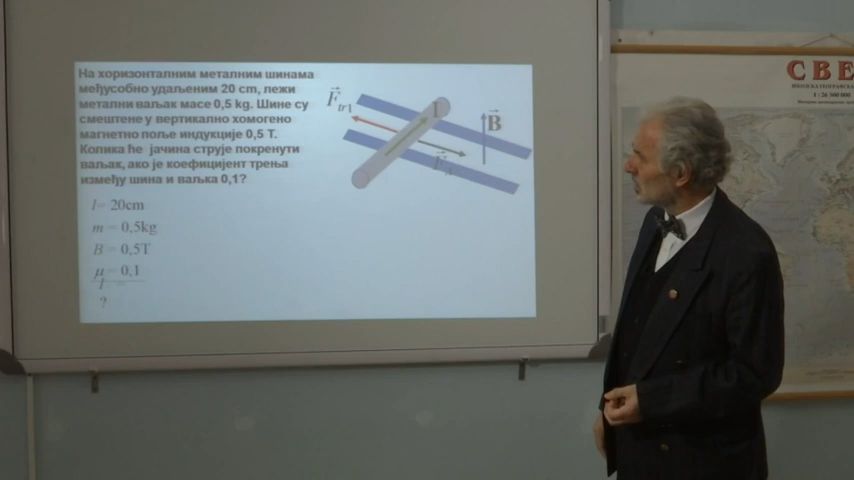 На хоризонталним металним шинама
међусобно удаљеним 20 cm, лежи
метални ваљак масе 0,5 kg. Шине су
смештене у вертикално хомогено
магнетно поље индукције 0,5 T.
Колика ће јачина струје покренути
ваљак, ако је коефицијент трења
између шина и ваљка 0,1?
l = 20cm
m = 0,5kg
B = 0,5T
μ = 0,1
I =
?
I
B
СВЕ